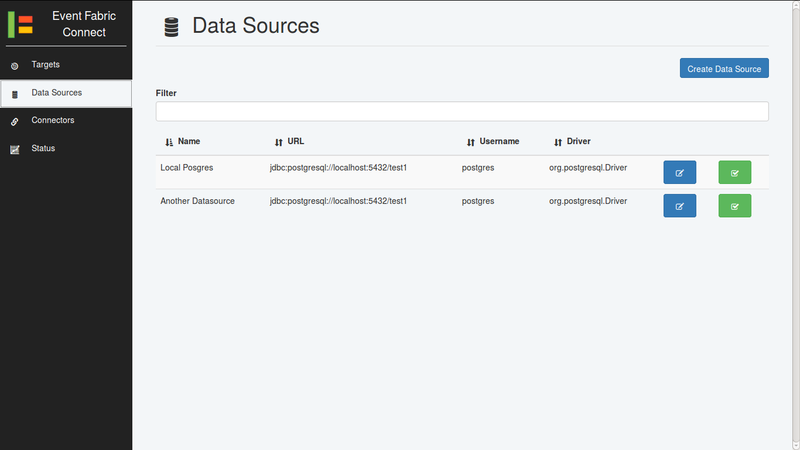 Event Fabric
Connect
Targets
Data Sources
Connectors
Status
Data Sources
Create Data Source
Filter
Name URL Username Driver
Local Posgres jdbc:postgresql://localhost:5432/test1 postgres org.postgresql.Driver
Another Datasource jdbc:postgresql://localhost:5432/test1 postgres org.postgresql.Driver